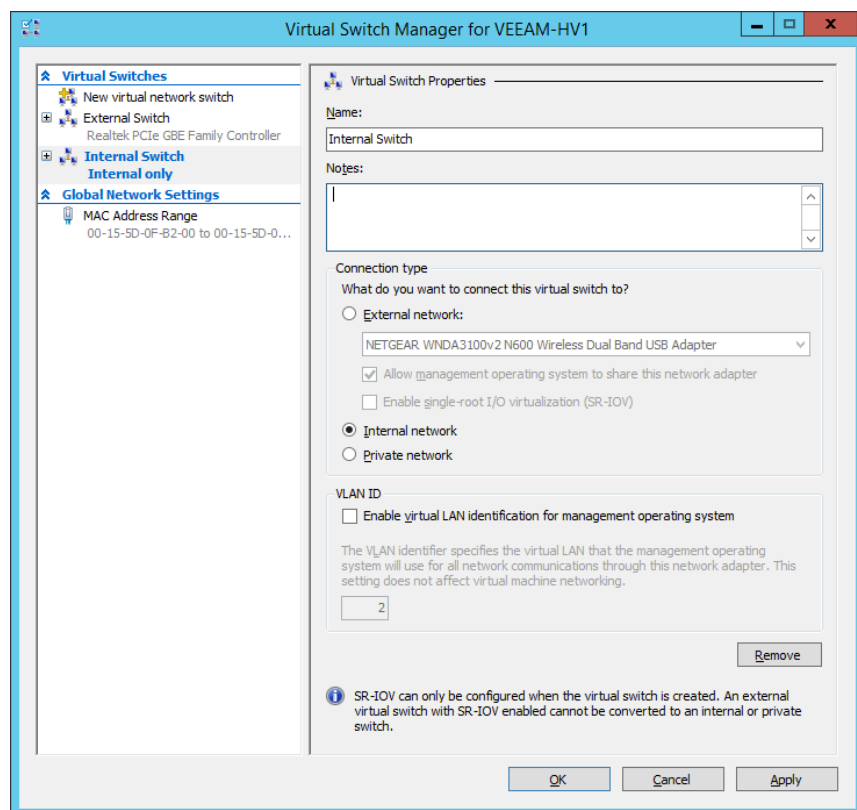 Virtual Switch Manager for VEEAM-HV1
Virtual Switches
New virtual network switch
External Switch
Realtek PCIe GBE Family Controller
Internal Switch
Internal only
Global Network Settings
MAC Address Range
00-15-5D-0F-B2-00 to 00-15-5D-0...
Virtual Switch Properties
Name:
Internal Switch
Notes:
Connection type
What do you want to connect this virtual switch to?
External network:
NETGEAR WNDA3100v2 N600 Wireless Dual Band USB Adapter
Allow management operating system to share this network adapter
Enable single-root I/O virtualization (SR-IOV)
Internal network
Private network
VLAN ID
Enable virtual LAN identification for management operating system
The VLAN identifier specifies the virtual LAN that the management operating
system will use for all network communications through this network adapter. This
setting does not affect virtual machine networking.
2
Remove
SR-IOV can only be configured when the virtual switch is created. An external
virtual switch with SR-IOV enabled cannot be converted to an internal or private
switch.
OK
Cancel
Apply